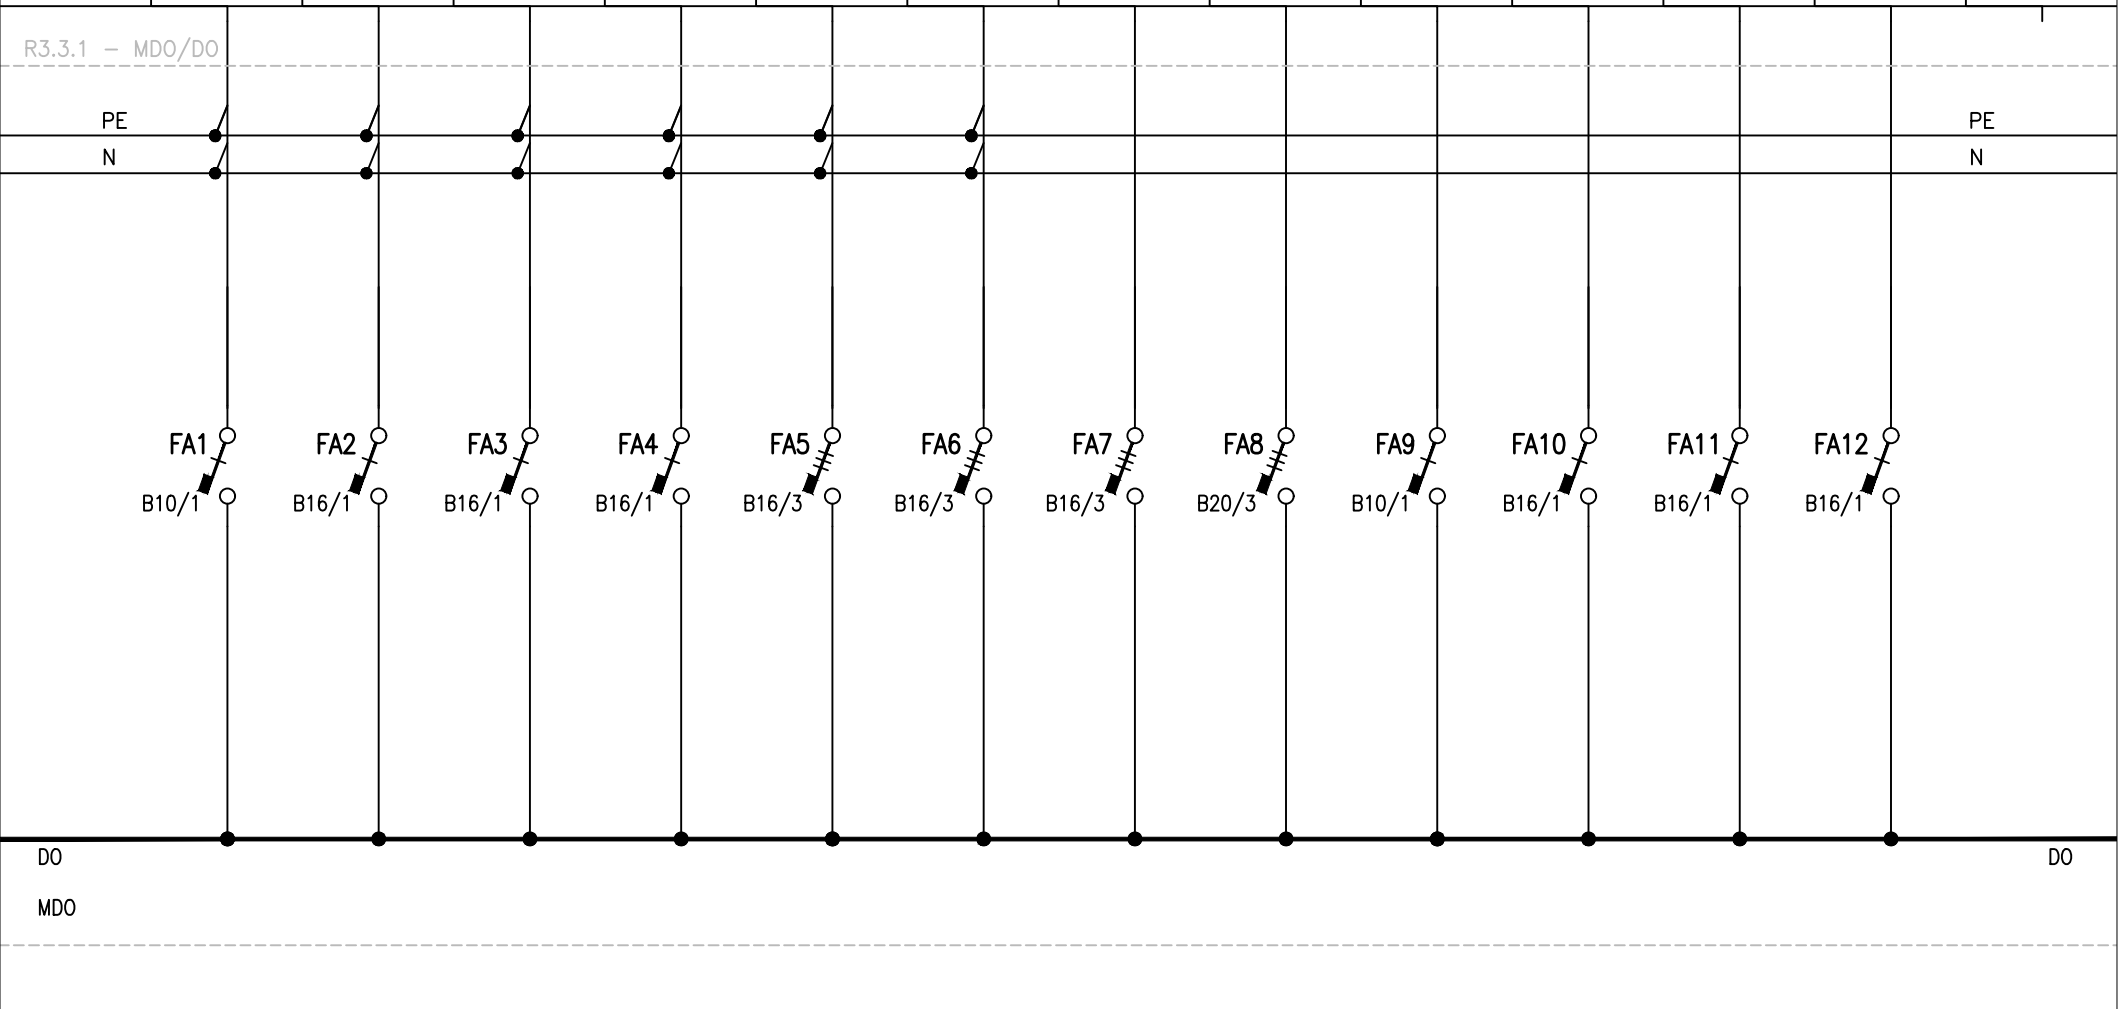 R3.3.1 - MDO/DO
PE PE
N N
FA1 FA2 FA3 FA4 FA5 FA6 FA7 FA8 FA9 FA10 FA11 FA12
B10/1 B16/1 B16/1 B16/1 B16/3 B16/3 B16/3 B20/3 B10/1 B16/1 B16/1 B16/1
DO DO
MDO